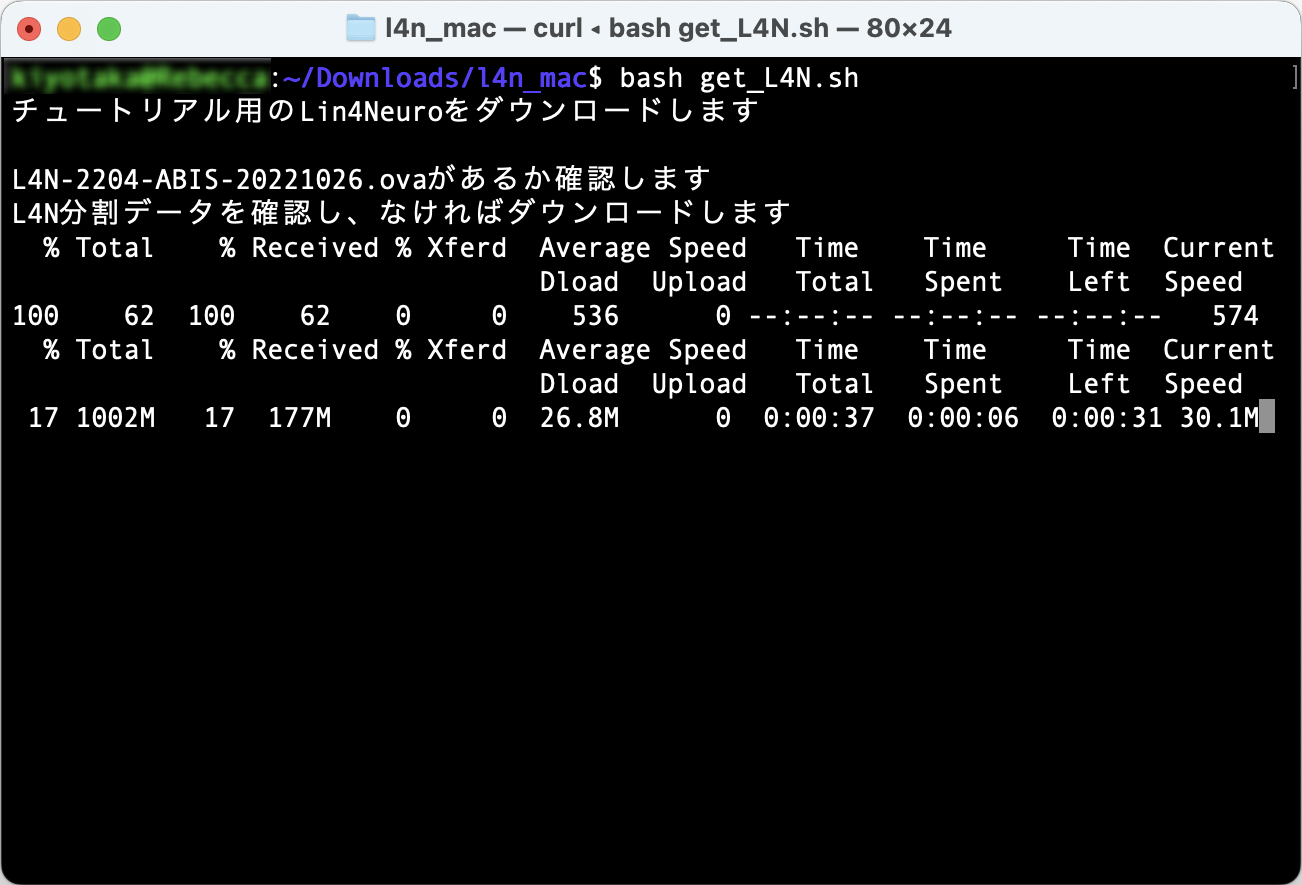 l4n_mac — curl ◂ bash get_L4N.sh — 80×24
:~/Downloads/l4n_mac$ bash get_L4N.sh ]
チュートリアル用のLin4Neuroをダウンロードします
L4N-2204-ABIS-20221026.ovaがあるか確認します
L4N分割データを確認し、なければダウンロードします
% Total % Received % Xferd Average Speed Time Time Time Current
Dload Upload Total Spent Left Speed
100 62 100 62 0 0 536 0 --:--:-- --:--:-- --:--:-- 574
% Total % Received % Xferd Average Speed Time Time Time Current
Dload Upload Total Spent Left Speed
17 1002M 17 177M 0 0 26.8M 0 0:00:37 0:00:06 0:00:31 30.1M